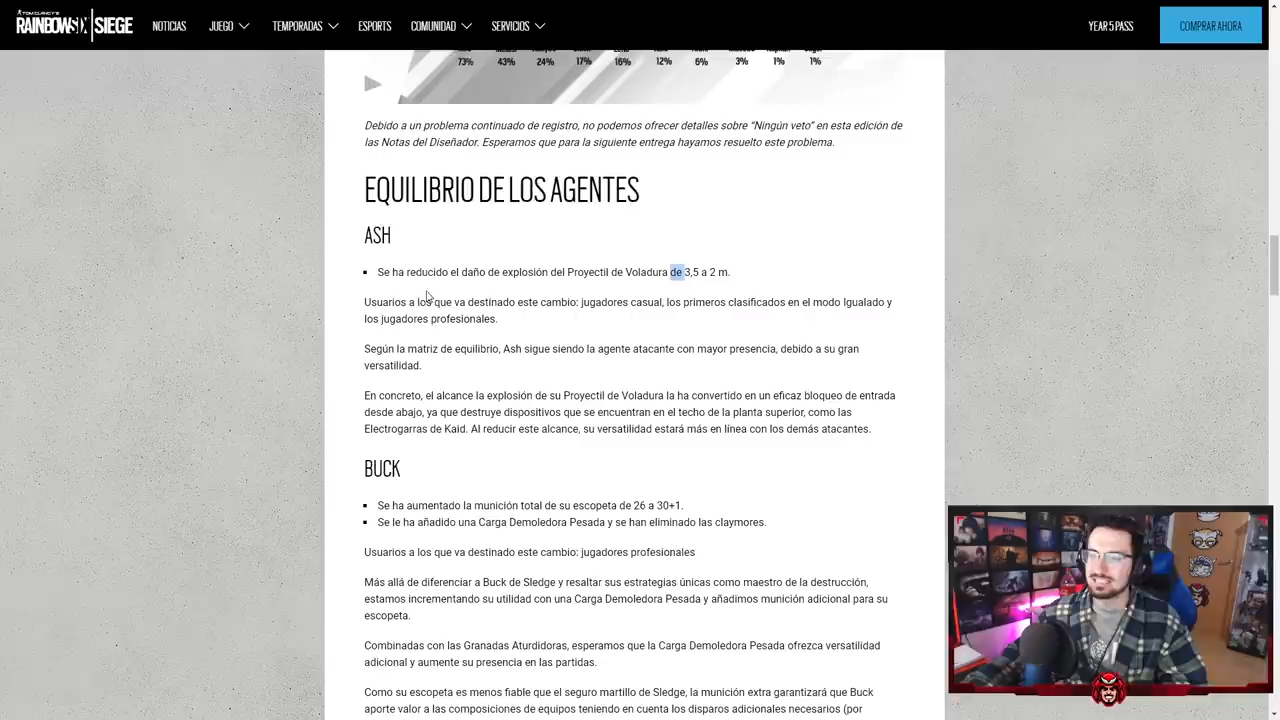 TOM CLANCY'S
RAINBOWSIX SIEGE
NOTICIAS
JUEGO
TEMPORADAS
ESPORTS
COMUNIDAD
SERVICIOS
YEAR 5 PASS
COMPRAR AHORA
73% 43% 24% 17% 16% 12% 6% 3% 1% 1%
Debido a un problema continuado de registro, no podemos ofrecer detalles sobre “Ningún veto” en esta edición de
las Notas del Diseñador. Esperamos que para la siguiente entrega hayamos resuelto este problema.
EQUILIBRIO DE LOS AGENTES
ASH
Se ha reducido el daño de explosión del Proyectil de Voladura de 3,5 a 2 m.
Usuarios a los que va destinado este cambio: jugadores casual, los primeros clasificados en el modo Igualado y
los jugadores profesionales.
Según la matriz de equilibrio, Ash sigue siendo la agente atacante con mayor presencia, debido a su gran
versatilidad.
En concreto, el alcance la explosión de su Proyectil de Voladura la ha convertido en un eficaz bloqueo de entrada
desde abajo, ya que destruye dispositivos que se encuentran en el techo de la planta superior, como las
Electrogarras de Kaid. Al reducir este alcance, su versatilidad estará más en línea con los demás atacantes.
BUCK
Se ha aumentado la munición total de su escopeta de 26 a 30+1.
Se le ha añadido una Carga Demoledora Pesada y se han eliminado las claymores.
Usuarios a los que va destinado este cambio: jugadores profesionales
Más allá de diferenciar a Buck de Sledge y resaltar sus estrategias únicas como maestro de la destrucción,
estamos incrementando su utilidad con una Carga Demoledora Pesada y añadimos munición adicional para su
escopeta.
Combinadas con las Granadas Aturdidoras, esperamos que la Carga Demoledora Pesada ofrezca versatilidad
adicional y aumente su presencia en las partidas.
Como su escopeta es menos fiable que el seguro martillo de Sledge, la munición extra garantizará que Buck
aporte valor a las composiciones de equipos teniendo en cuenta los disparos adicionales necesarios (por